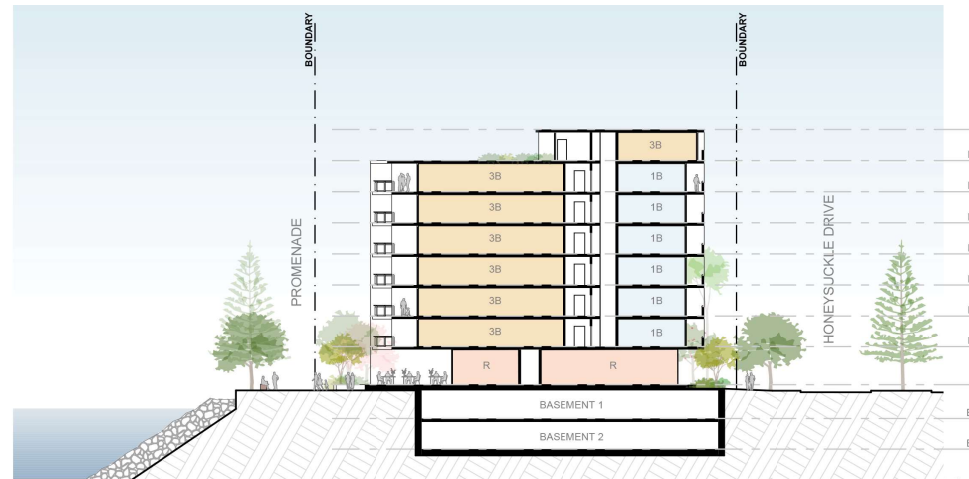 BOUNDARY
BOUNDARY
3B
3B
1B
3B
1B
3B
1B
3B
1B
3B
1B
3B
1B
PROMENADE
HONEYSUCKLE DRIVE
R
R
BASEMENT 1
BASEMENT 2